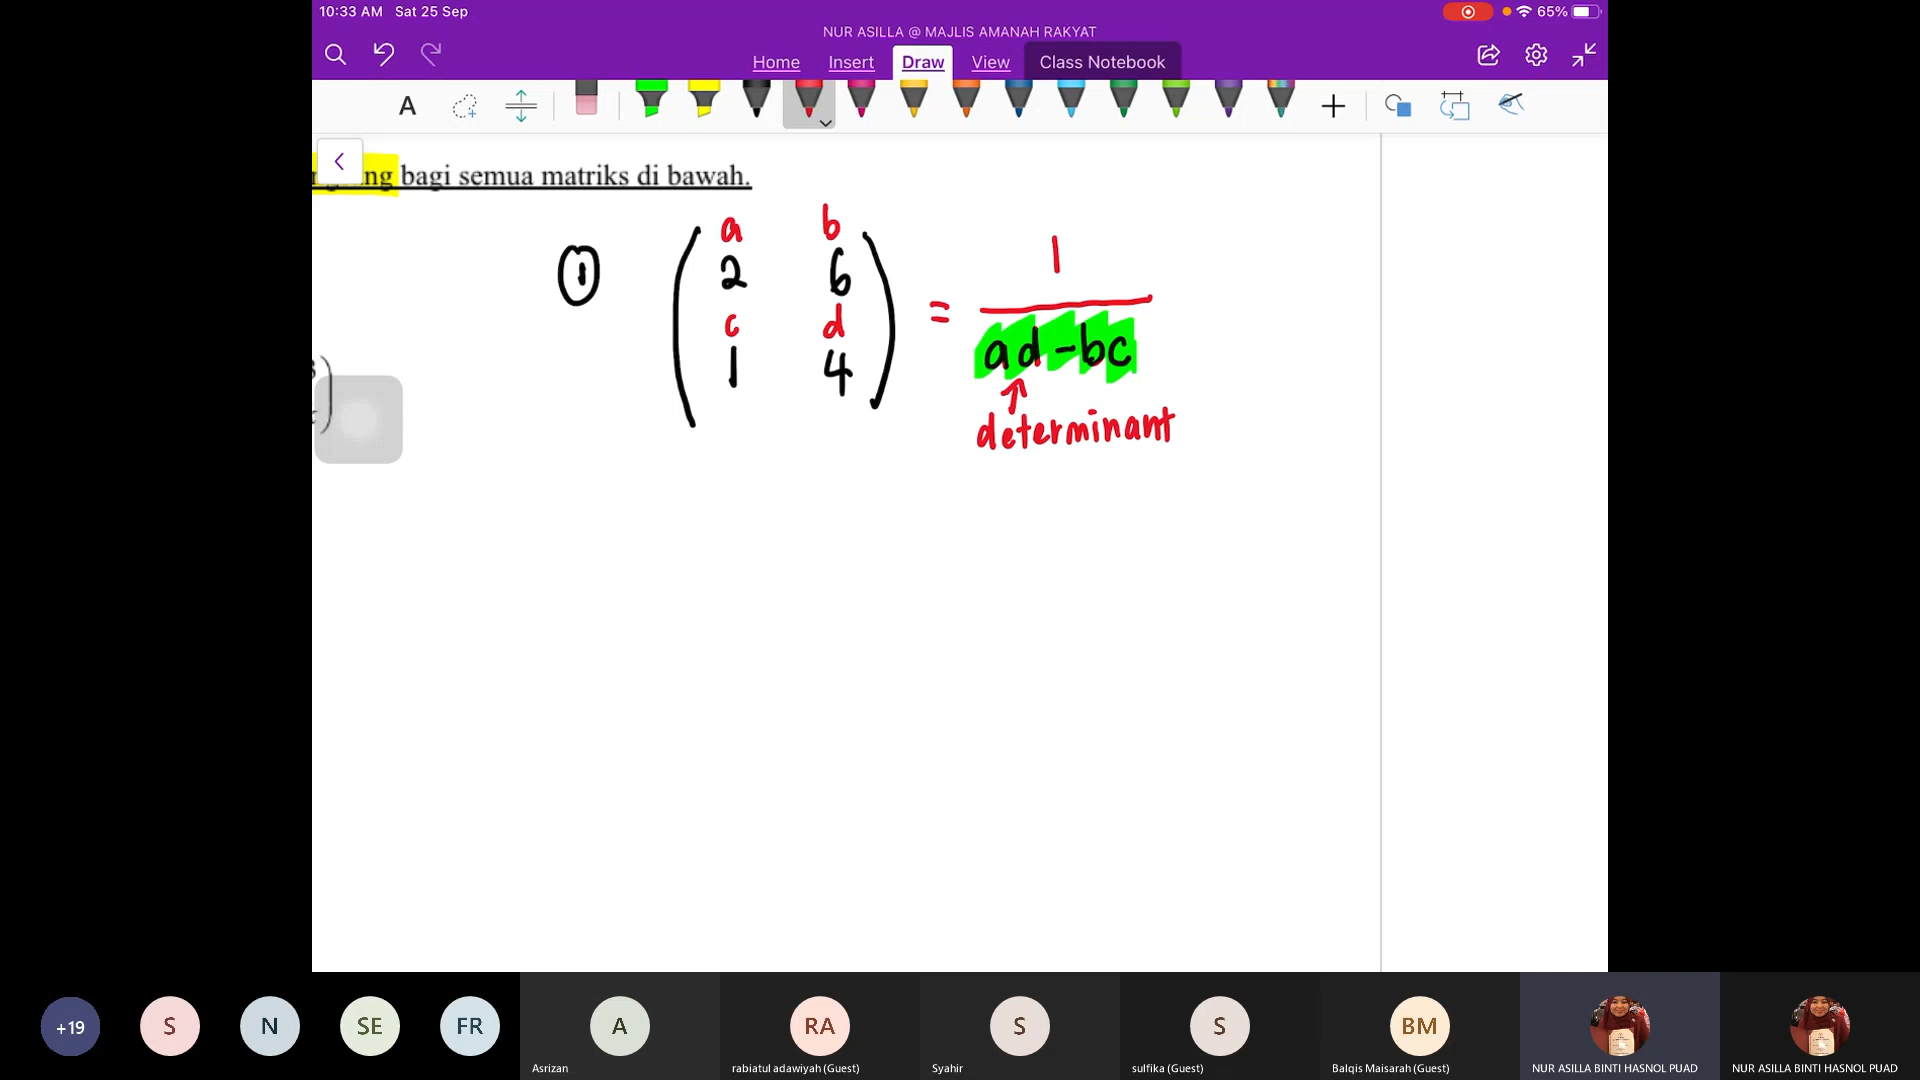 10:33 AM Sat 25 Sep
65%
NUR ASILLA @ MAJLIS AMANAH RAKYAT
Home Insert Draw View Class Notebook
A
ng bagi semua matriks di bawah.
① a b
2 6
c d
1 4
= 1
ad-bc
determinant
+19 S N SE FR A RA S S BM
Asrizan rabiatul adawiyah (Guest) Syahir sulfika (Guest) Balqis Maisarah (Guest) NUR ASILLA BINTI HASNOL PUAD NUR ASILLA BINTI HASNOL PUAD